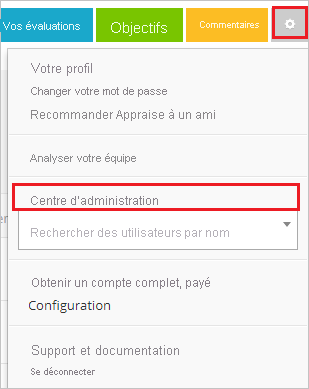 Vos évaluations
Objectifs
Commentaires
Votre profil
Changer votre mot de passe
Recommander Appraise à un ami
Analyser votre équipe
Centre d'administration
Rechercher des utilisateurs par nom
Obtenir un compte complet, payé
Configuration
Support et documentation
Se déconnecter